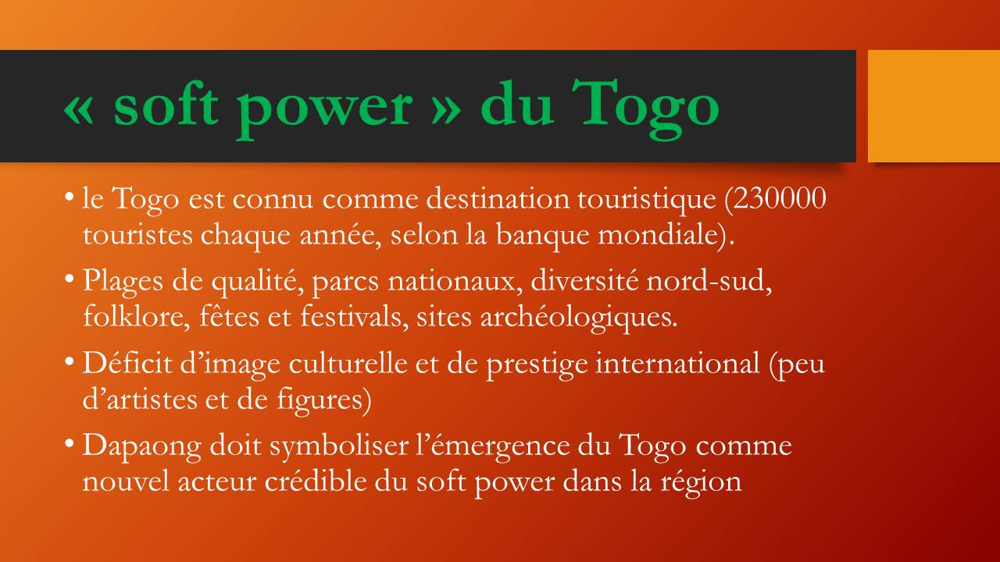 « soft power » du Togo
• le Togo est connu comme destination touristique (230000
touristes chaque année, selon la banque mondiale).
• Plages de qualité, parcs nationaux, diversité nord-sud,
folklore, fêtes et festivals, sites archéologiques.
• Déficit d’image culturelle et de prestige international (peu
d’artistes et de figures)
• Dapaong doit symboliser l’émergence du Togo comme
nouvel acteur crédible du soft power dans la région